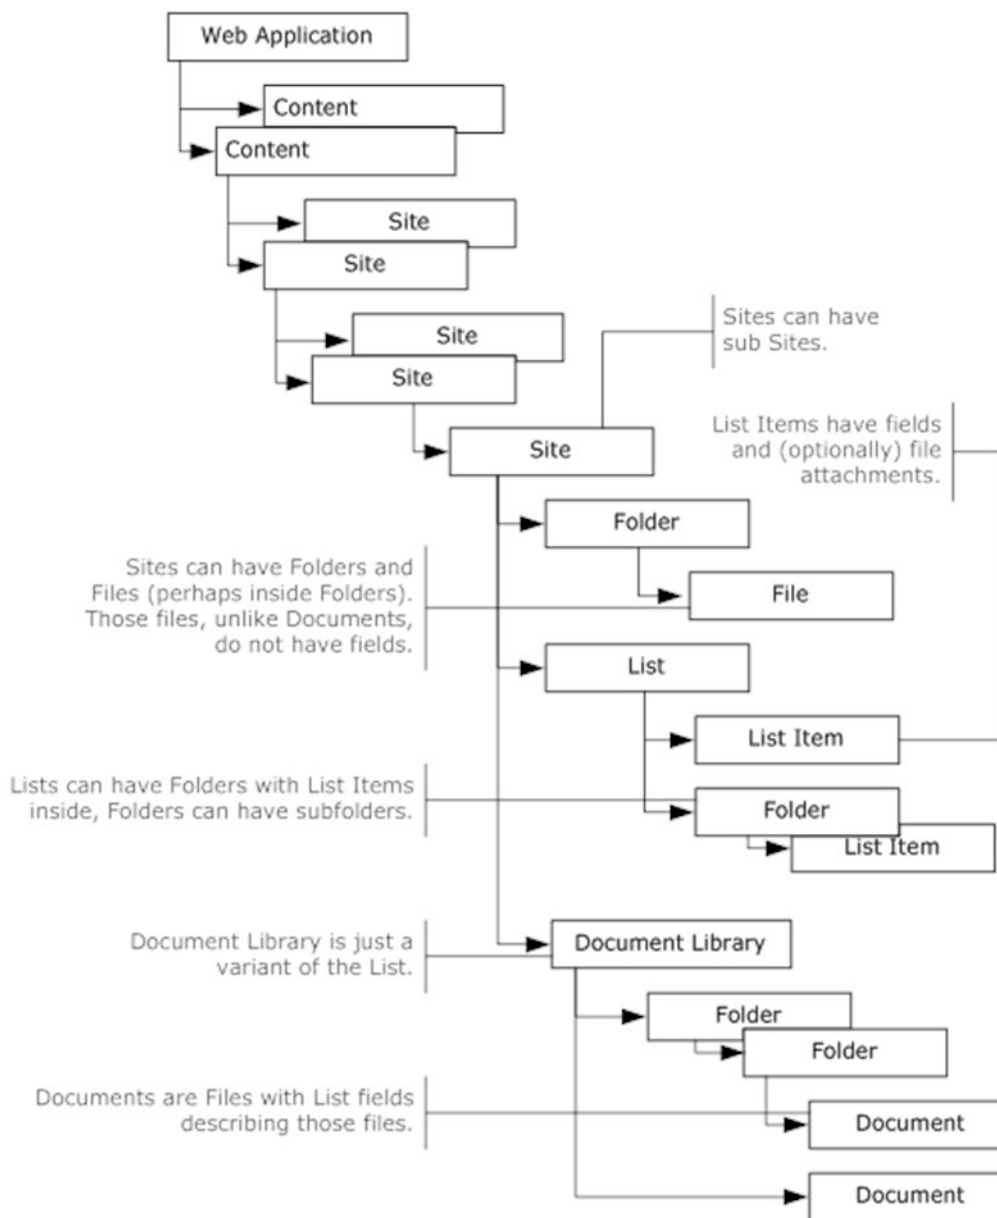 Web Application
Content
Content
Site
Site
Sites can have
sub Sites.
Site
Site
List Items have fields
and (optionally) file
attachments.
Site
Folder
Sites can have Folders and
Files (perhaps inside Folders).
Those files, unlike Documents,
do not have fields.
File
List
List Item
Lists can have Folders with List Items
inside, Folders can have subfolders.
Folder
List Item
Document Library is just a
variant of the List.
Document Library
Folder
Folder
Documents are Files with List fields
describing those files.
Document
Document